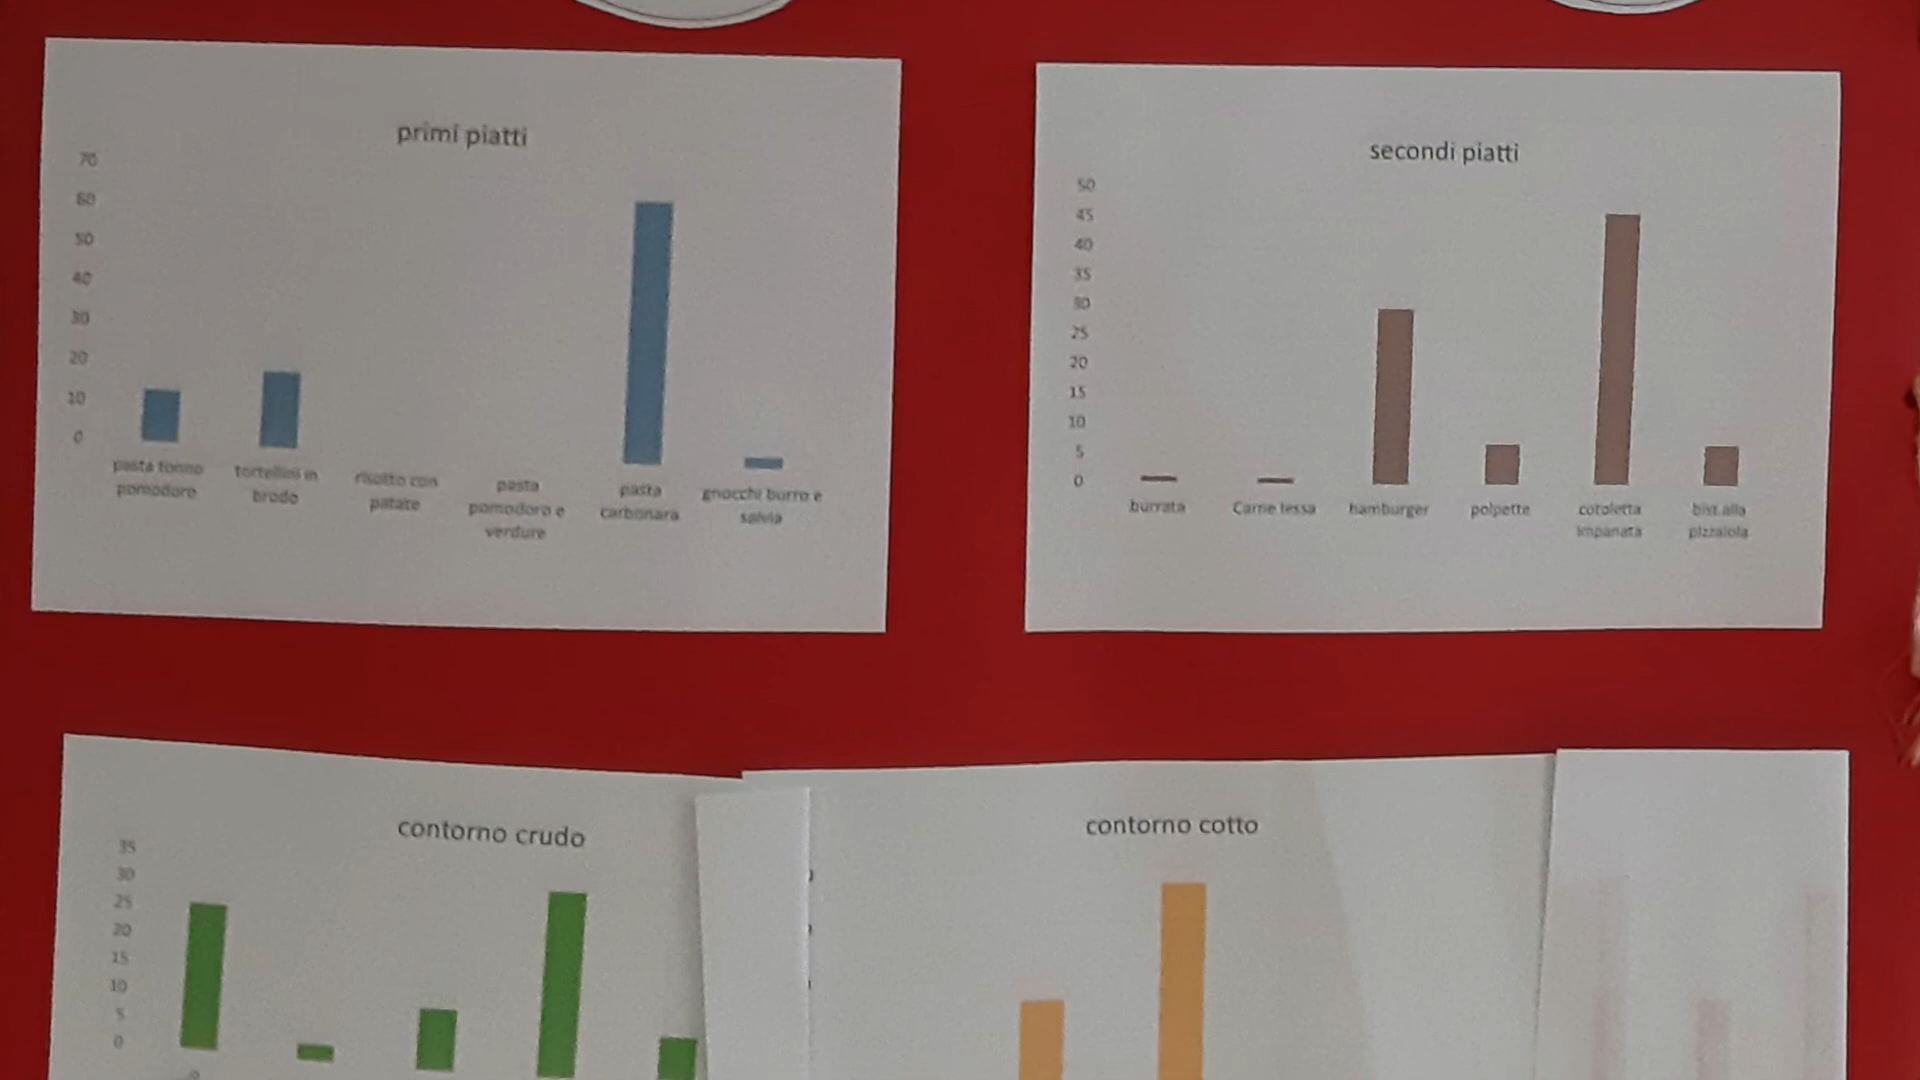 primi piatti
70
60
50
40
30
20
10
0
pasta tonno
pomodoro
tortellini in
brodo
risotto con
patate
pasta
pomodoro e
verdure
pasta
carbonara
gnocchi burro e
salvia
secondi piatti
50
45
40
35
30
25
20
15
10
5
0
burrata
Carne lessa
hamburger
polpette
cotoletta
impanata
bist.alla
pizzaiola
contorno crudo
35
30
25
20
15
10
5
0
contorno cotto